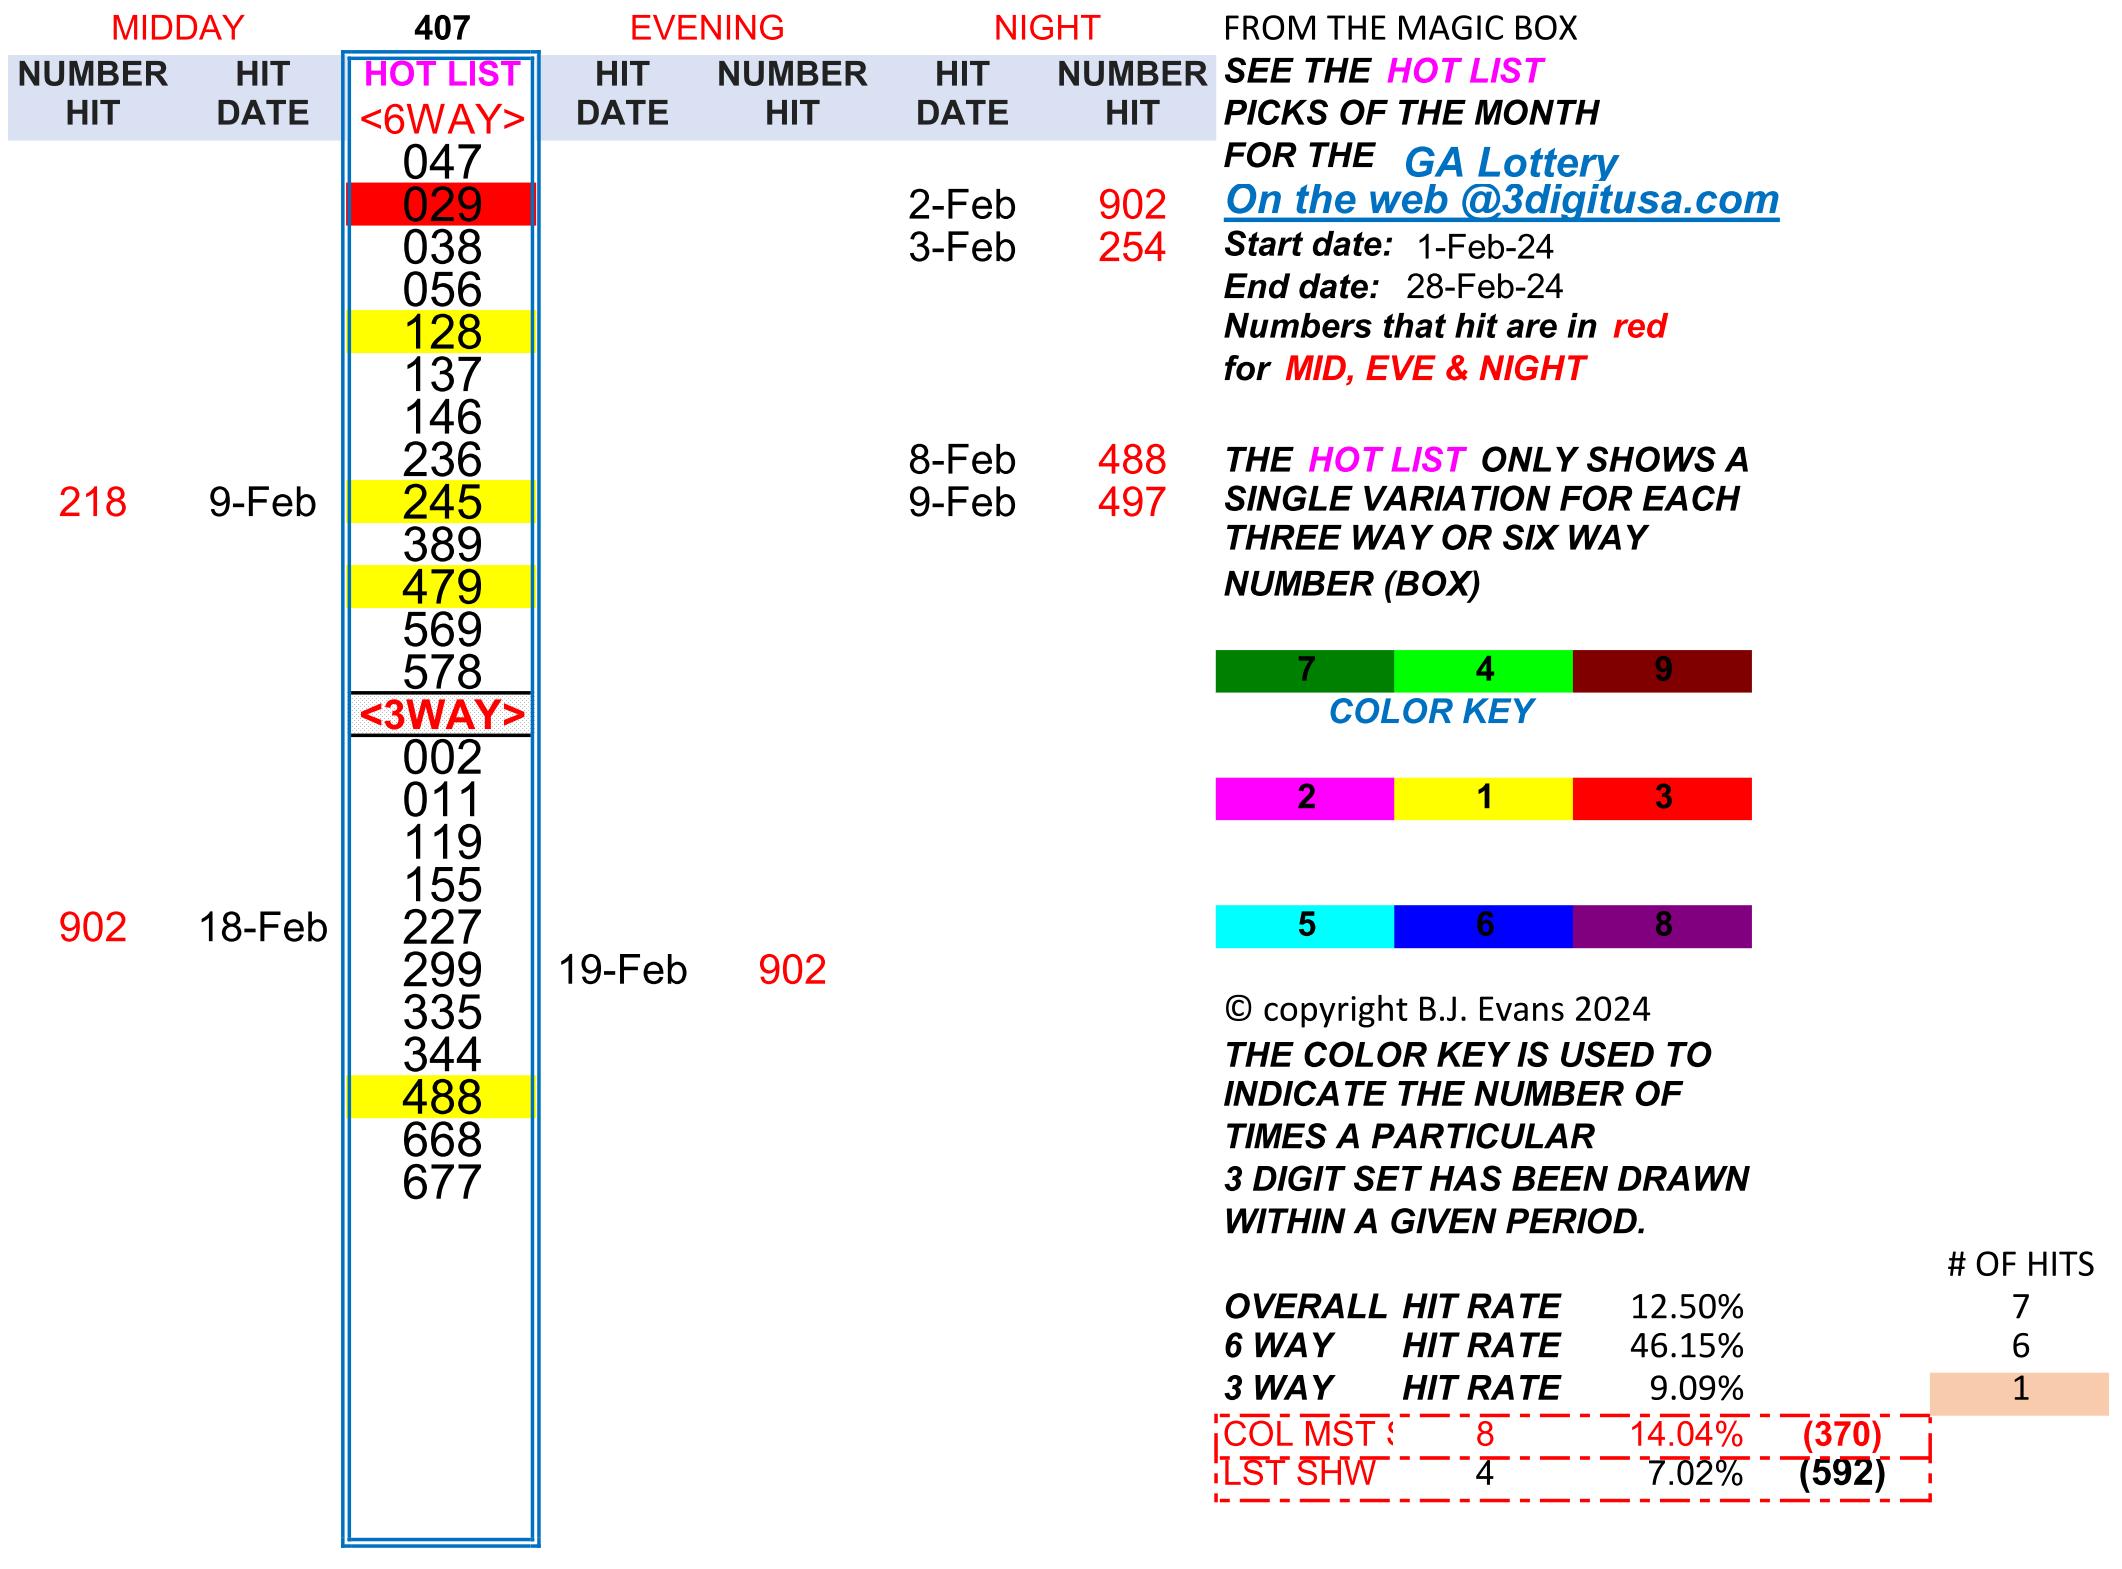 MIDDAY 407 EVENING NIGHT FROM THE MAGIC BOX
NUMBER HIT HOT LIST HIT NUMBER HIT NUMBER SEE THE HOT LIST
HIT DATE <6WAY> DATE HIT DATE HIT PICKS OF THE MONTH
047 FOR THE GA Lottery
029 2-Feb 902 On the web @3digitusa.com
038 3-Feb 254 Start date: 1-Feb-24
056 End date: 28-Feb-24
128 Numbers that hit are in red
137 for MID, EVE & NIGHT
146
236 8-Feb 488 THE HOT LIST ONLY SHOWS A
218 9-Feb 245 9-Feb 497 SINGLE VARIATION FOR EACH
389 THREE WAY OR SIX WAY
479 NUMBER (BOX)
569
578 7 4 9
<3WAY> COLOR KEY
002
011 2 1 3
119
155
902 18-Feb 227 5 6 8
299 19-Feb 902
335 © copyright B.J. Evans 2024
344 THE COLOR KEY IS USED TO
488 INDICATE THE NUMBER OF
668 TIMES A PARTICULAR
677 3 DIGIT SET HAS BEEN DRAWN
WITHIN A GIVEN PERIOD.
# OF HITS
OVERALL HIT RATE 12.50% 7
6 WAY HIT RATE 46.15% 6
3 WAY HIT RATE 9.09% 1
COL MST 8 14.04% (370)
LST SHW 4 7.02% (592)